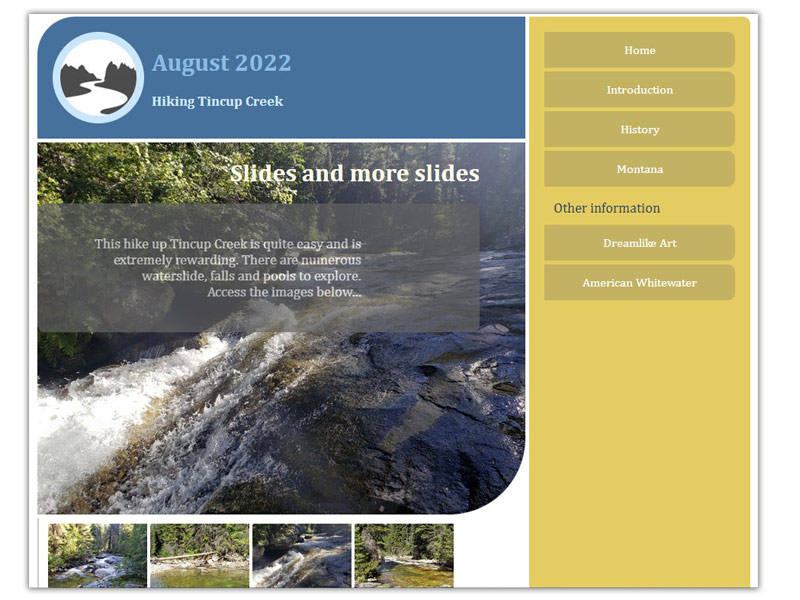 August 2022
Hiking Tincup Creek
Slides and more slides
This hike up Tincup Creek is quite easy and is
extremely rewarding. There are numerous
waterslide, falls and pools to explore.
Access the images below...
Home
Introduction
History
Montana
Other information
Dreamlike Art
American Whitewater